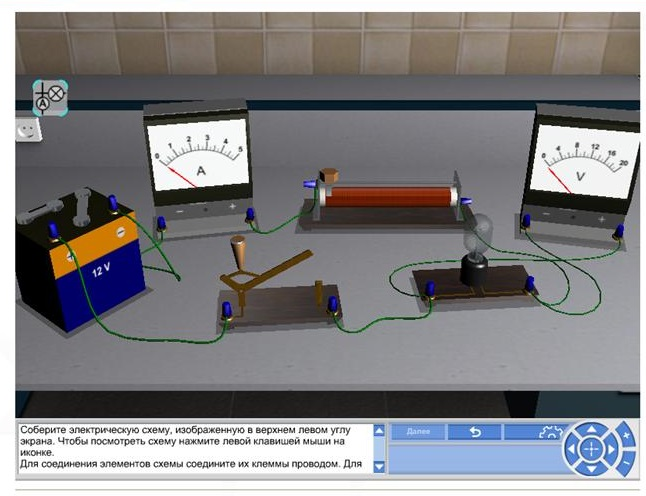 A
0 1 2 3 4 5
A
− +
0 4 8 12 16 20
V
− +
12 V
Соберите электрическую схему, изображенную в верхнем левом углу
экрана. Чтобы посмотреть схему нажмите левой клавишей мыши на
иконке.
Для соединения элементов схемы соедините их клеммы проводом. Для
Далее
+
−